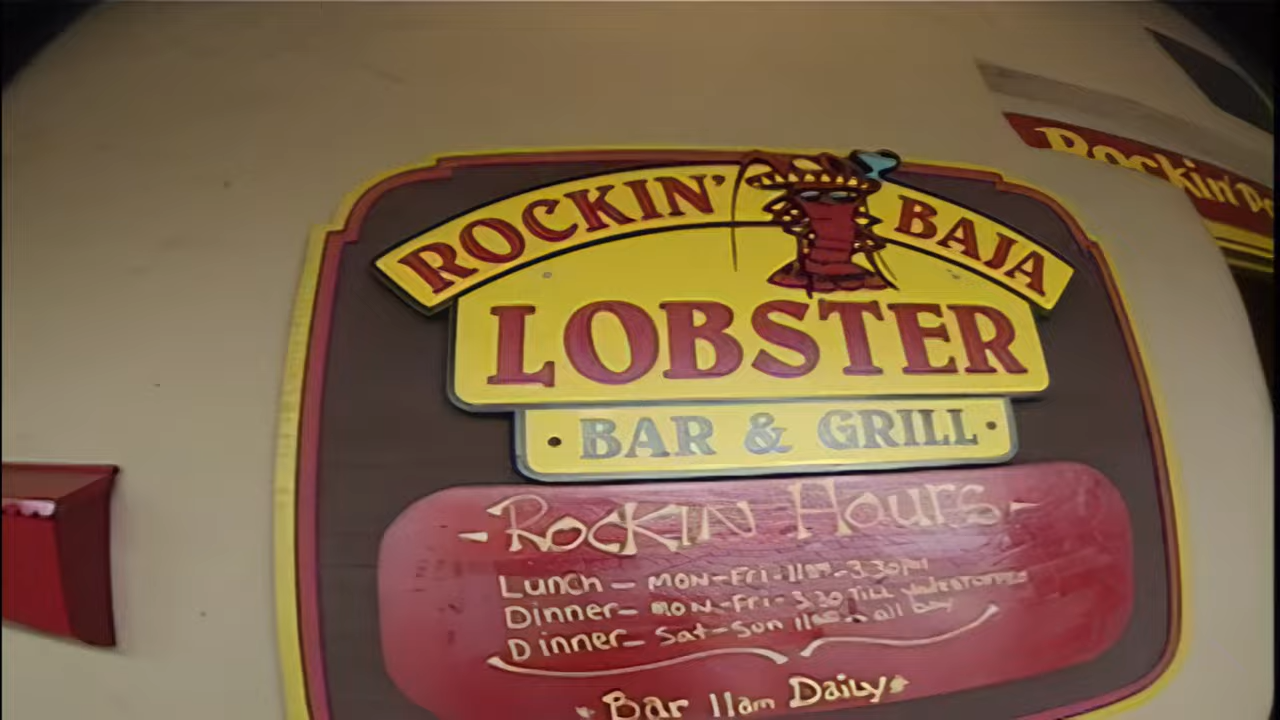 ROCKIN' BAJA
LOBSTER
BAR & GRILL
Rockin'
-ROCKIN Hours-
Lunch - MON-Fri-11am-3:30pm
Dinner- MON-Fri-3:30 Till
Dinner- Sat-Sun 11am all Day
Bar 11am Daily